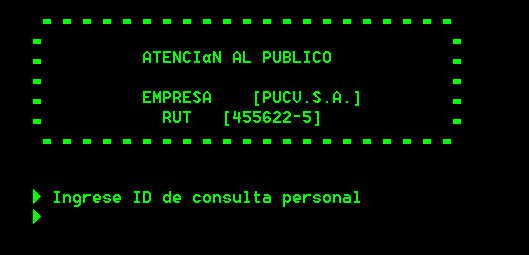 ATENCIαN AL PUBLICO
EMPRESA [PUCV.S.A.]
RUT [455622-5]
Ingrese ID de consulta personal